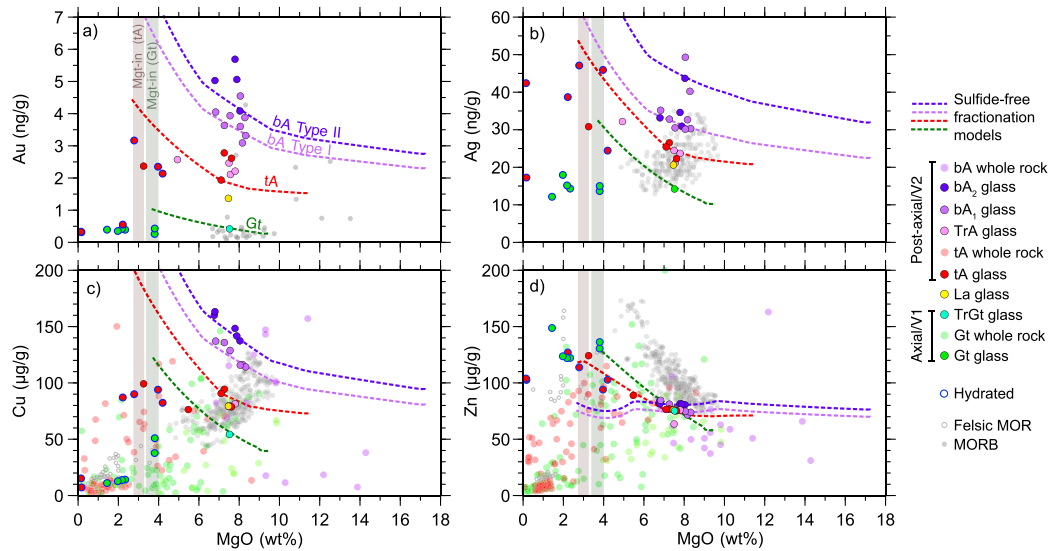 a)
Au (ng/g)
7
6
5
4
3
2
1
0
Mgt-in (tA)
Mgt-in (Gt)
bA Type II
bA Type I
tA
Gt
b)
Ag (ng/g)
60
50
40
30
20
10
0
c)
Cu (µg/g)
200
150
100
50
0
0 2 4 6 8 10 12 14 16
MgO (wt%)
d)
Zn (µg/g)
200
150
100
50
0
0 2 4 6 8 10 12 14 16 18
MgO (wt%)
Sulfide-free
fractionation
models
Post-axial/V2
bA whole rock
bA2 glass
bA1 glass
TrA glass
tA whole rock
tA glass
La glass
Axial/V1
TrGt glass
Gt whole rock
Gt glass
Hydrated
Felsic MOR
MORB